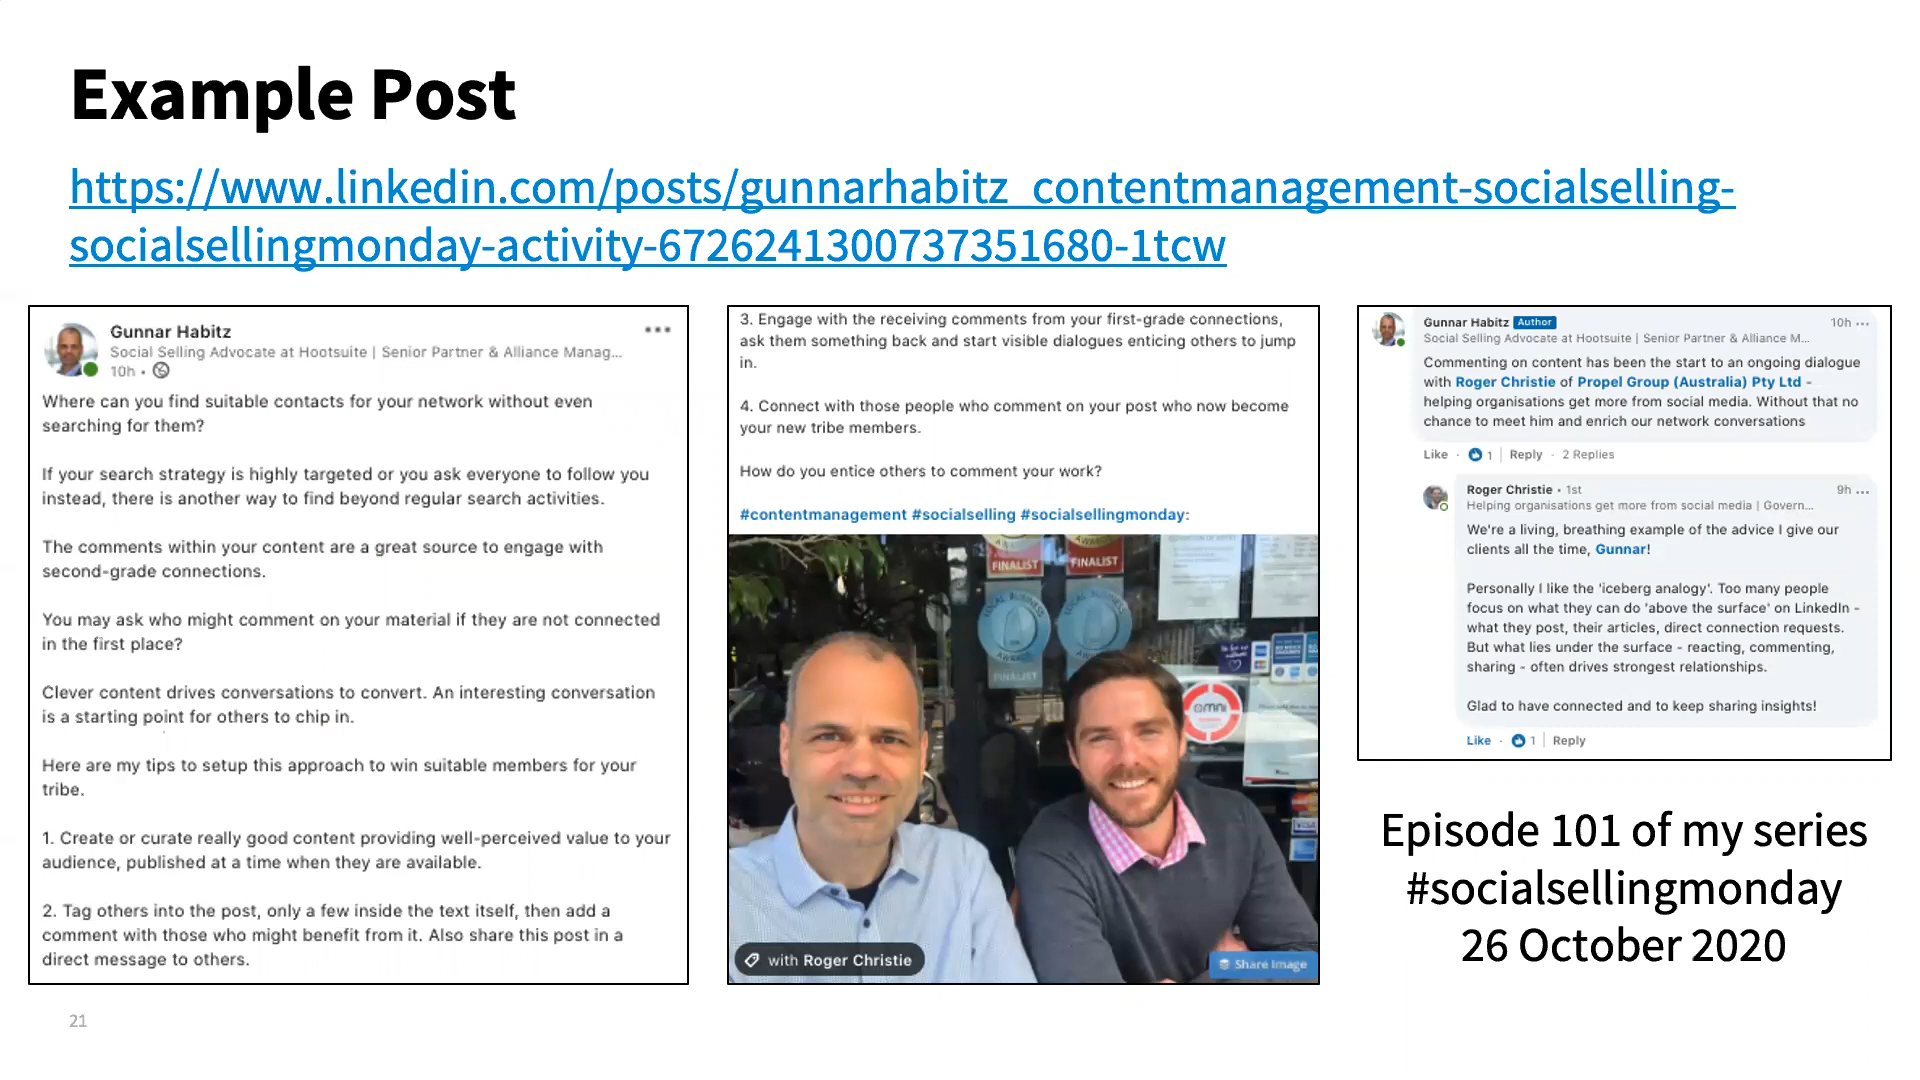 Example Post
https://www.linkedin.com/posts/gunnarhabitz_contentmanagement-socialselling-
socialsellingmonday-activity-6726241300737351680-1tcw
Gunnar Habitz
Social Selling Advocate at Hootsuite | Senior Partner & Alliance Manag...
10h •
Where can you find suitable contacts for your network without even
searching for them?
If your search strategy is highly targeted or you ask everyone to follow you
instead, there is another way to find beyond regular search activities.
The comments within your content are a great source to engage with
second-grade connections.
You may ask who might comment on your material if they are not connected
in the first place?
Clever content drives conversations to convert. An interesting conversation
is a starting point for others to chip in.
Here are my tips to setup this approach to win suitable members for your
tribe.
1. Create or curate really good content providing well-perceived value to your
audience, published at a time when they are available.
2. Tag others into the post, only a few inside the text itself, then add a
comment with those who might benefit from it. Also share this post in a
direct message to others.
3. Engage with the receiving comments from your first-grade connections,
ask them something back and start visible dialogues enticing others to jump
in.
4. Connect with those people who comment on your post who now become
your new tribe members.
How do you entice others to comment your work?
#contentmanagement #socialselling #socialsellingmonday:
FINALIST
FINALIST
LOCAL BUSINESS
AWARDS
FINALIST
omni
VISA
with Roger Christie
Share Image
Gunnar Habitz Author
10h ...
Social Selling Advocate at Hootsuite | Senior Partner & Alliance M...
Commenting on content has been the start to an ongoing dialogue
with Roger Christie of Propel Group (Australia) Pty Ltd -
helping organisations get more from social media. Without that no
chance to meet him and enrich our network conversations
Like · 1 | Reply · 2 Replies
Roger Christie • 1st
9h ...
Helping organisations get more from social media | Govern...
We're a living, breathing example of the advice I give our
clients all the time, Gunnar!
Personally I like the 'iceberg analogy'. Too many people
focus on what they can do 'above the surface' on LinkedIn -
what they post, their articles, direct connection requests.
But what lies under the surface - reacting, commenting,
sharing - often drives strongest relationships.
Glad to have connected and to keep sharing insights!
Like · 1 | Reply
Episode 101 of my series
#socialsellingmonday
26 October 2020
21